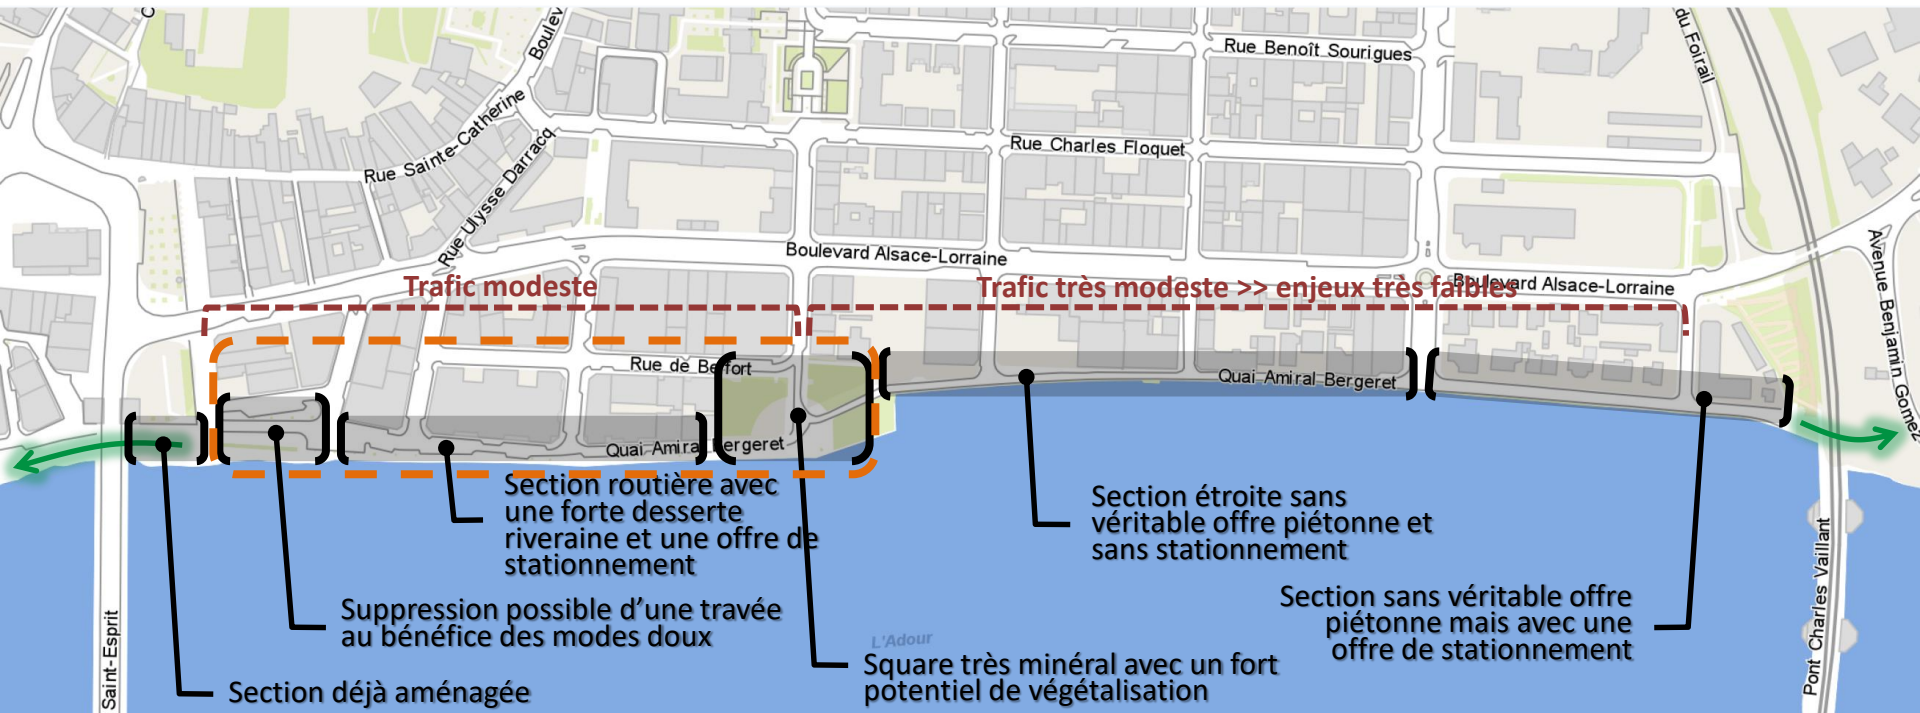 C
Boulev
du Foirail
Rue Benoît Sourigues
Rue Sainte-Catherine
Rue Ulysse Darracq
Rue Charles Floquet
Boulevard Alsace-Lorraine
Avenue Benjamin Gomez
Trafic modeste
Trafic très modeste >> enjeux très faibles
Boulevard Alsace-Lorraine
Rue de Belfort
Quai Amiral Bergeret
Quai Amiral Bergeret
Section routière avec
une forte desserte
riveraine et une offre de
stationnement
Section étroite sans
véritable offre piétonne et
sans stationnement
Suppression possible d’une travée
au bénéfice des modes doux
Section sans véritable offre
piétonne mais avec une
offre de stationnement
L'Adour
Square très minéral avec un fort
potentiel de végétalisation
Section déjà aménagée
Saint-Esprit
Pont Charles Vaillant